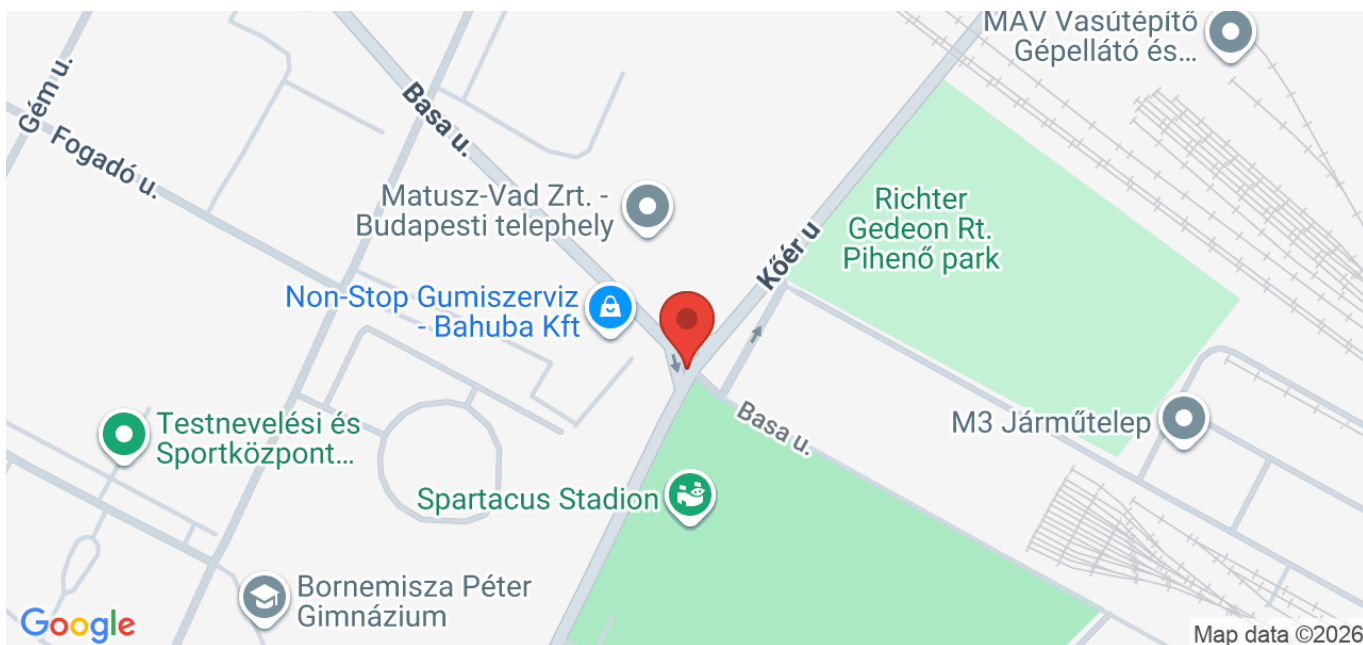 MAV Vasútépítő
Gépellátó és...
Gém u.
Fogadó u.
Basa u.
Matusz-Vad Zrt. -
Budapesti telephely
Kőér u
Richter
Gedeon Rt.
Pihenő park
Non-Stop Gumiszerviz
- Bahuba Kft
Basa u.
M3 Járműtelep
Testnevelési és
Sportközpont...
Spartacus Stadion
Bornemisza Péter
Gimnázium
Google
Map data ©2026